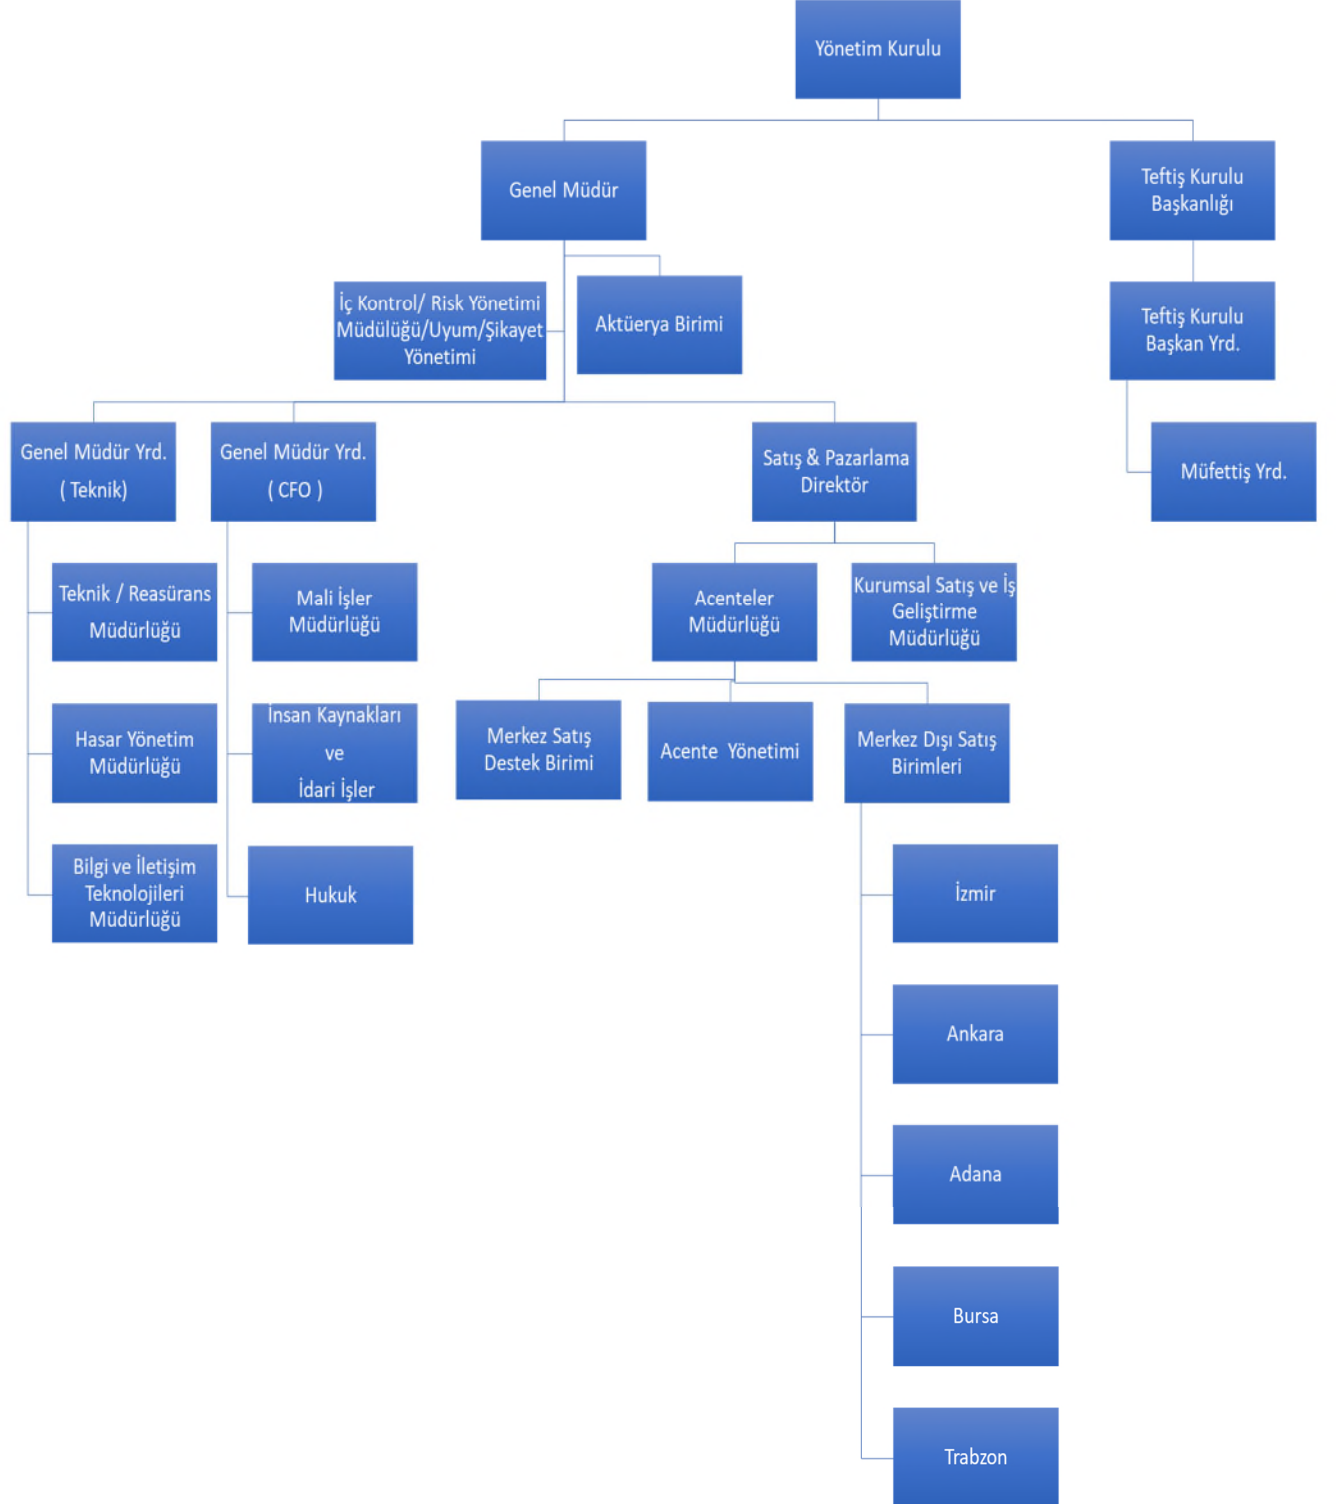 Yönetim Kurulu
Genel Müdür
Teftiş Kurulu
Başkanlığı
İç Kontrol/ Risk Yönetimi
Müdülüğü/Uyum/Şikayet
Yönetimi
Aktüerya Birimi
Teftiş Kurulu
Başkan Yrd.
Genel Müdür Yrd.
( Teknik)
Genel Müdür Yrd.
( CFO )
Satış & Pazarlama
Direktör
Müfettiş Yrd.
Teknik / Reasürans
Müdürlüğü
Mali İşler
Müdürlüğü
Acenteler
Müdürlüğü
Kurumsal Satış ve İş
Geliştirme
Müdürlüğü
Hasar Yönetim
Müdürlüğü
İnsan Kaynakları
ve
İdari İşler
Merkez Satış
Destek Birimi
Acente  Yönetimi
Merkez Dışı Satış
Birimleri
Bilgi ve İletişim
Teknolojileri
Müdürlüğü
Hukuk
İzmir
Ankara
Adana
Bursa
Trabzon